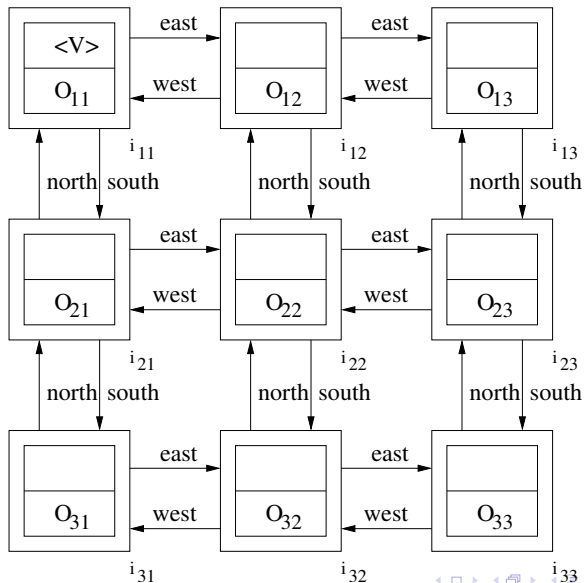 east east
<V>
west west
O11 O12 O13
i11 i12 i13
north south north south north south
east east
west west
O21 O22 O23
i21 i22 i23
north south north south north south
east east
west west
O31 O32 O33
i31 i32 i33